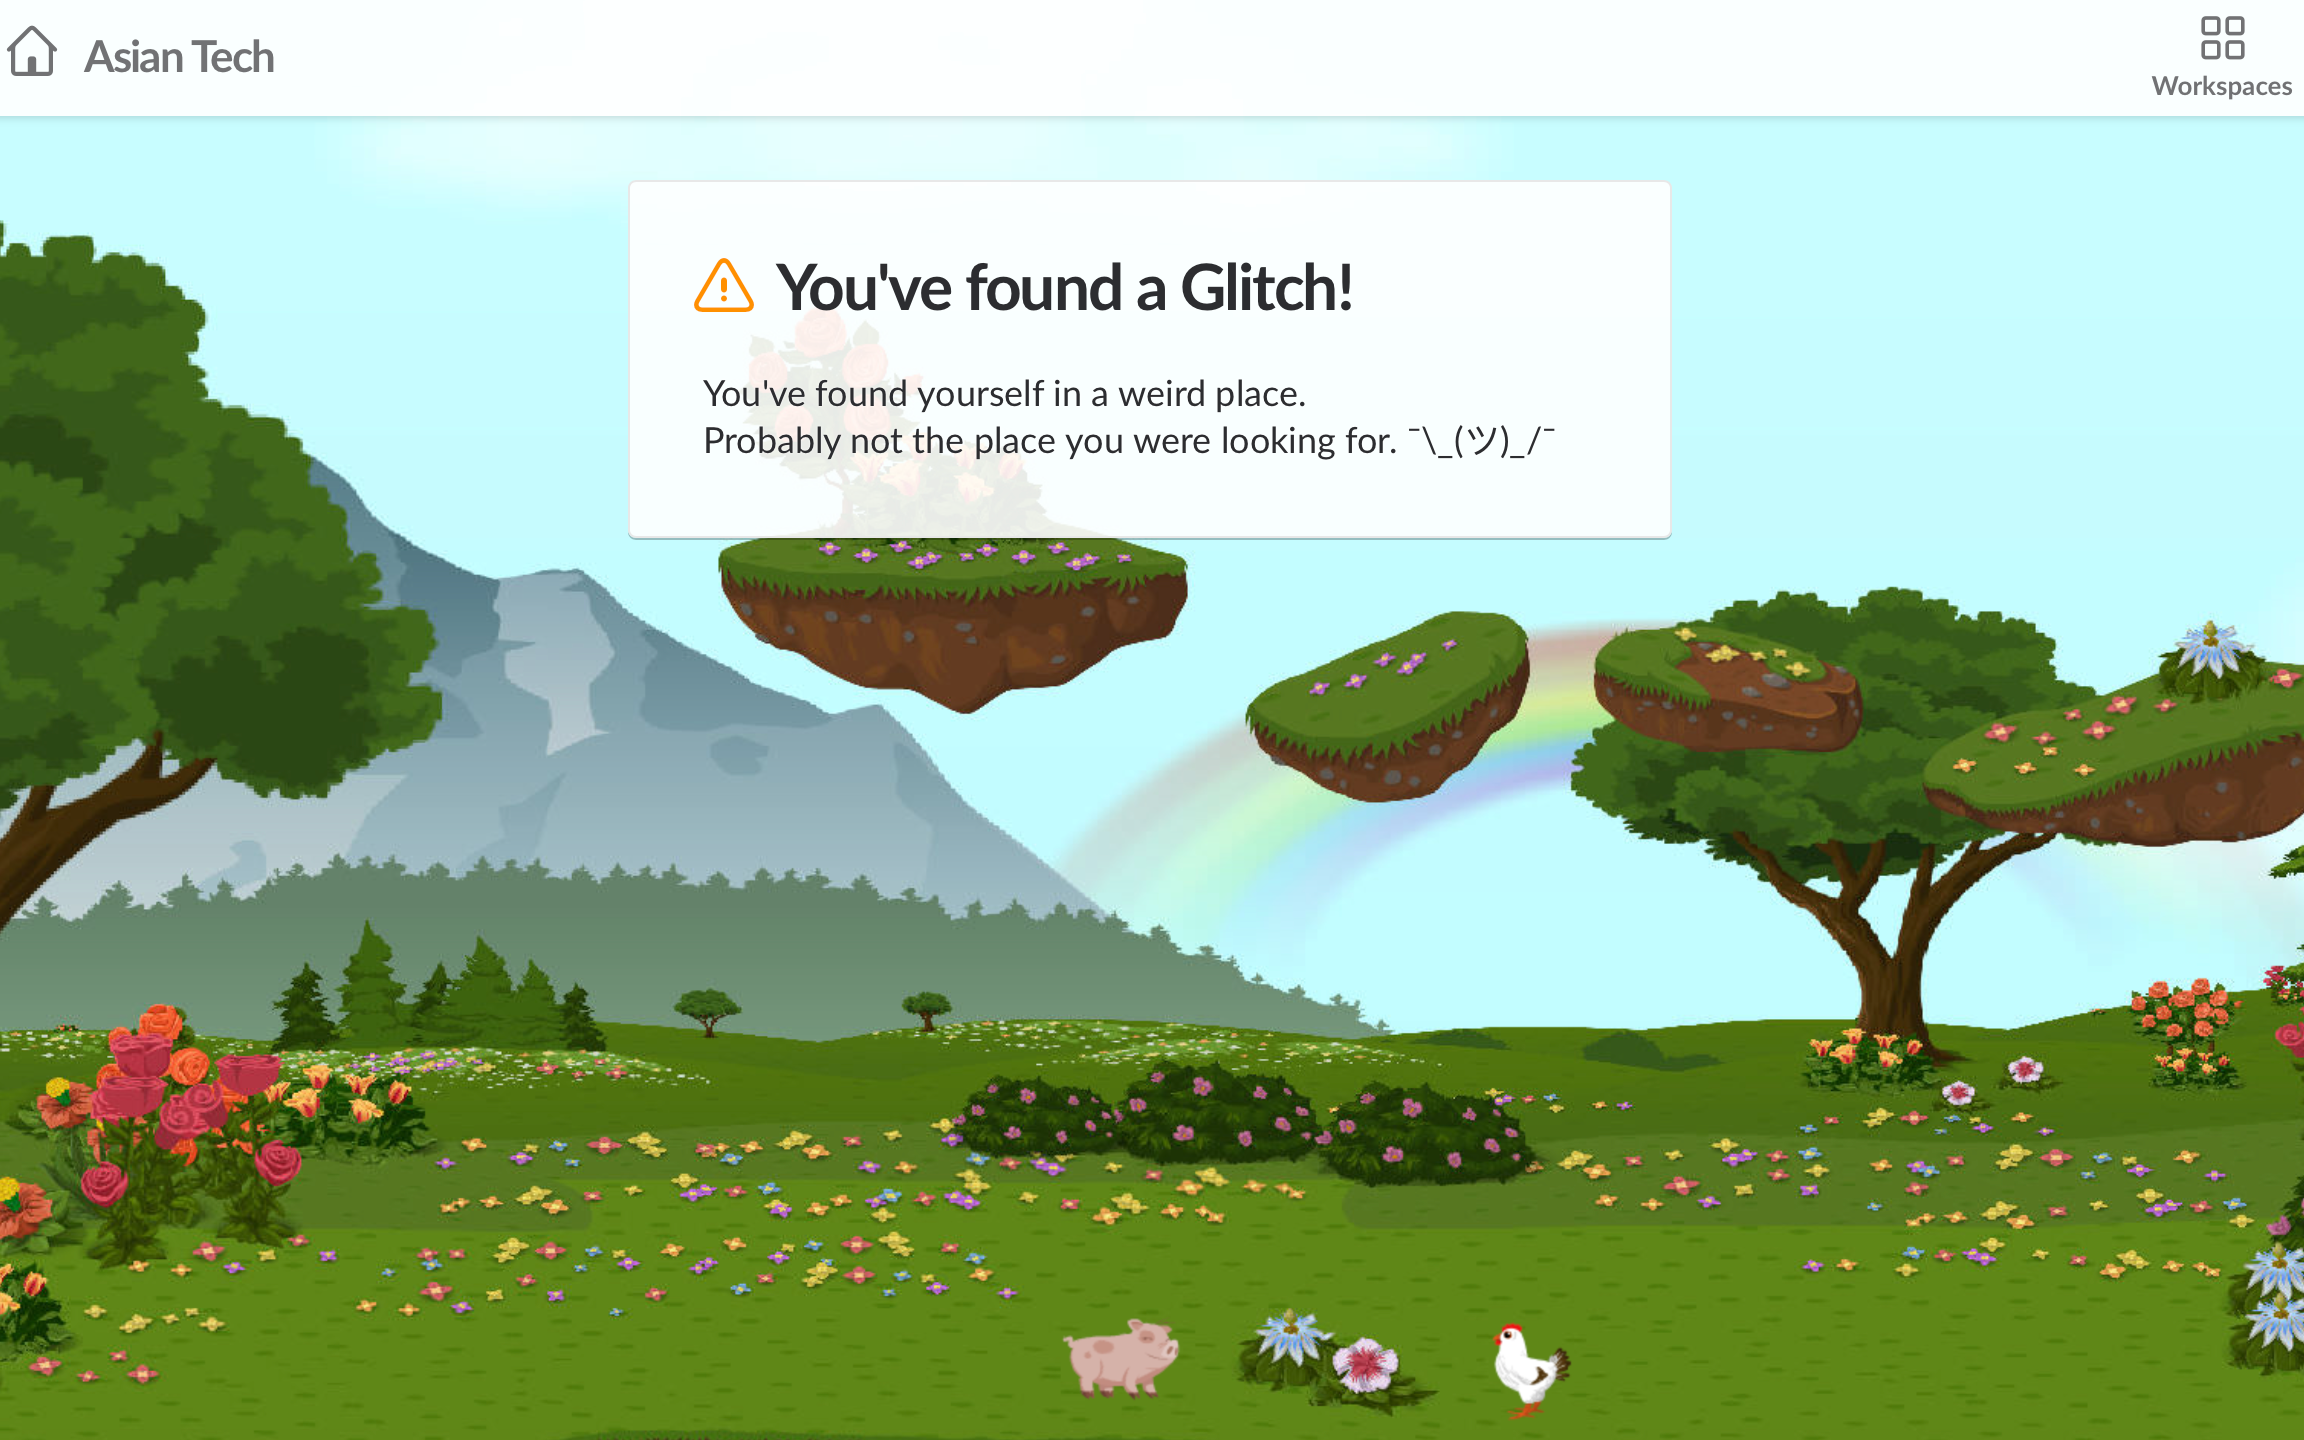 Asian Tech
Workspaces
You've found a Glitch!
You've found yourself in a weird place.
Probably not the place you were looking for. ¯\_(ツ)_/¯